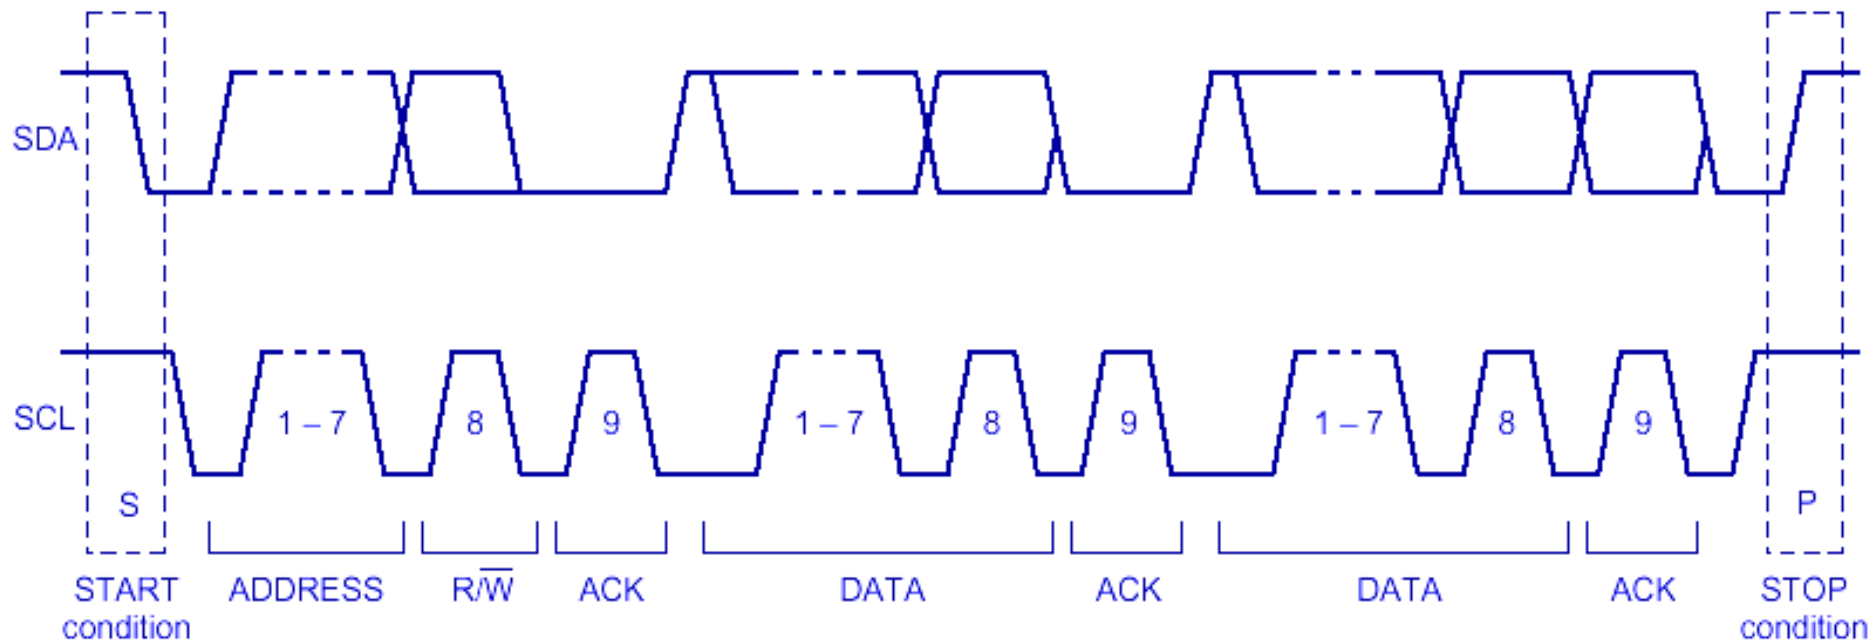 SDA
SCL
1 – 7
8
9
1 – 7
8
9
1 – 7
8
9
S
P
START
condition
ADDRESS
R/W̅
ACK
DATA
ACK
DATA
ACK
STOP
condition